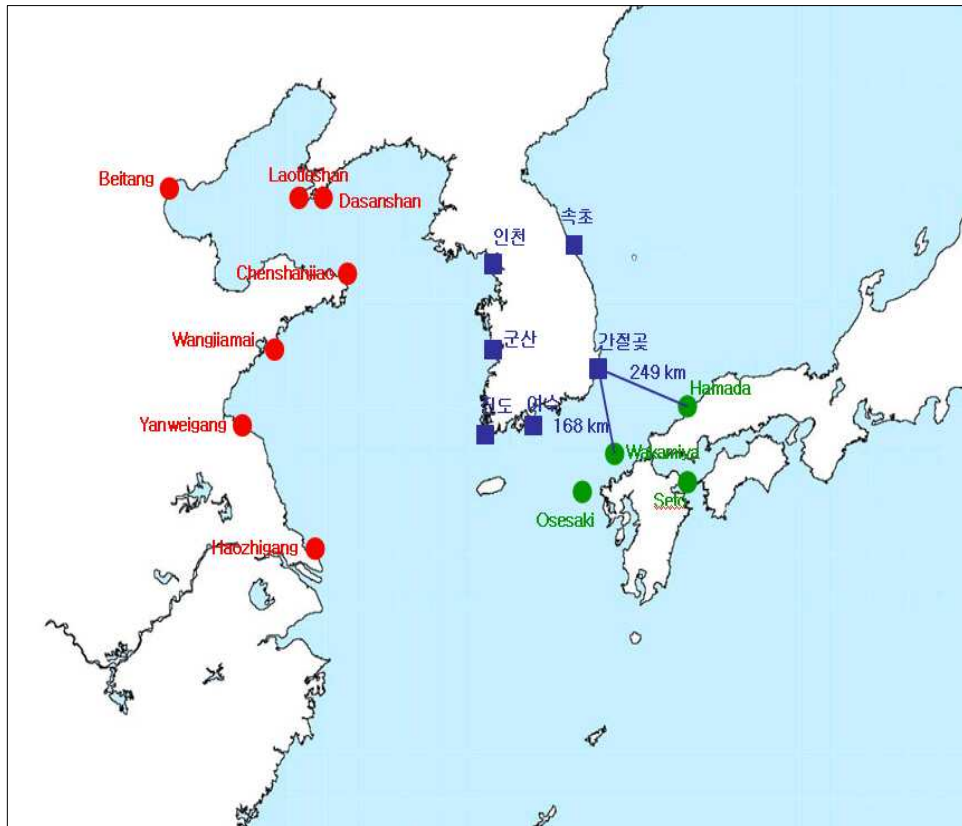 Laotieshan
Beitang
Dasanshan
속초
인천
Chenshanjiao
Wangjiamai
군산
간절곶
249 km
Hamada
진도
여수
Yanweigang
168 km
Wakamiya
Seto
Osesaki
Haozhigang